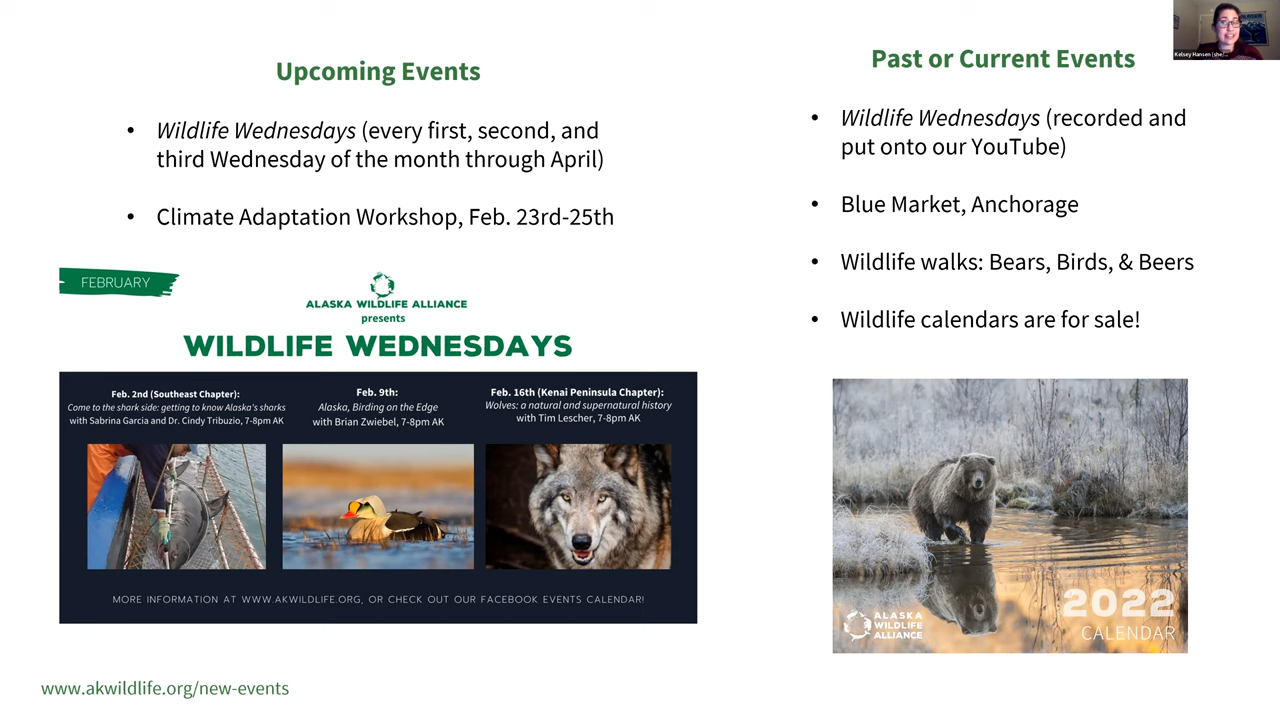 Upcoming Events
• Wildlife Wednesdays (every first, second, and
third Wednesday of the month through April)
• Climate Adaptation Workshop, Feb. 23rd-25th
FEBRUARY
ALASKA WILDLIFE ALLIANCE
presents
WILDLIFE WEDNESDAYS
Feb. 2nd (Southeast Chapter):
Come to the shark side: getting to know Alaska's sharks
with Sabrina Garcia and Dr. Cindy Tribuzio, 7-8pm AK
Feb. 9th:
Alaska, Birding on the Edge
with Brian Zwiebel, 7-8pm AK
Feb. 16th (Kenai Peninsula Chapter):
Wolves: a natural and supernatural history
with Tim Lescher, 7-8pm AK
MORE INFORMATION AT WWW.AKWILDLIFE.ORG, OR CHECK OUT OUR FACEBOOK EVENTS CALENDAR!
www.akwildlife.org/new-events
Past or Current Events
• Wildlife Wednesdays (recorded and
put onto our YouTube)
• Blue Market, Anchorage
• Wildlife walks: Bears, Birds, & Beers
• Wildlife calendars are for sale!
ALASKA
WILDLIFE
ALLIANCE
2022
CALENDAR
Kelsey Hansen (she/...